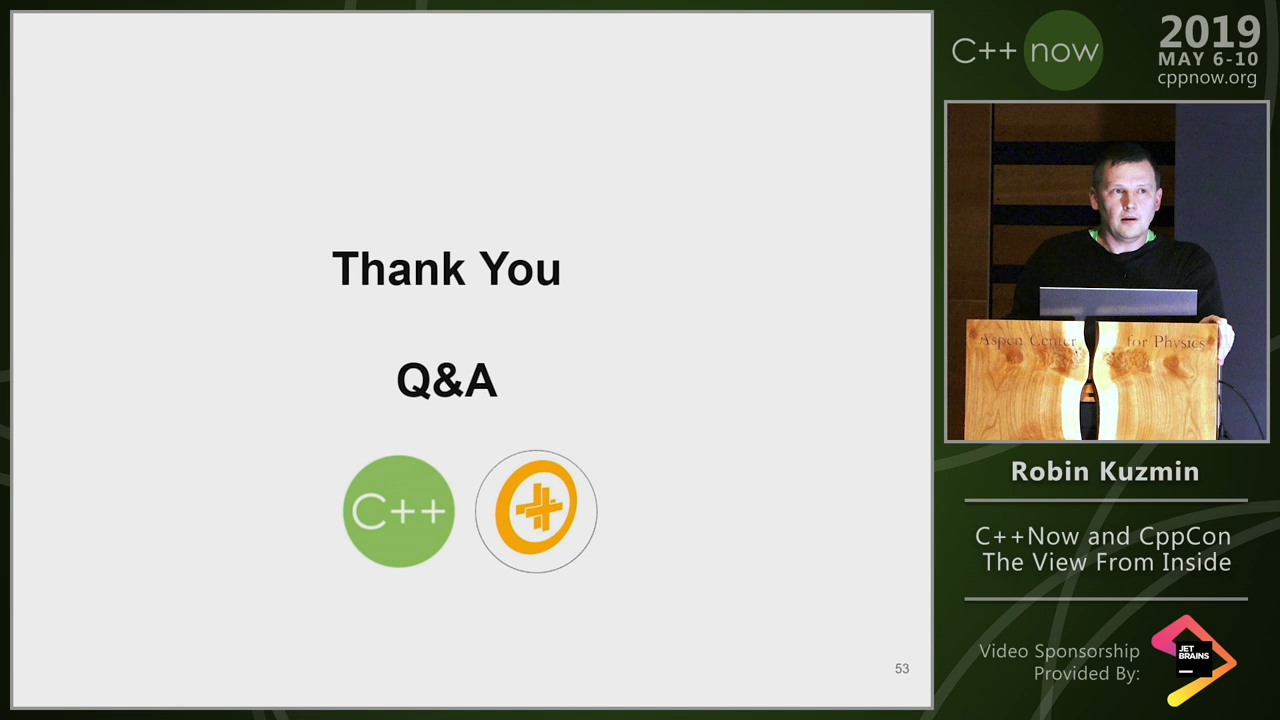 Thank You
Q&A
C++
53
C++ now
2019
MAY 6-10
cppnow.org
Aspen Center for Physics
Robin Kuzmin
C++Now and CppCon
The View From Inside
Video Sponsorship
Provided By:
JET
BRAINS